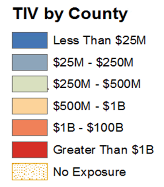 TIV by County
Less Than $25M
$25M - $250M
$250M - $500M
$500M - $1B
$1B - $100B
Greater Than $1B
No Exposure